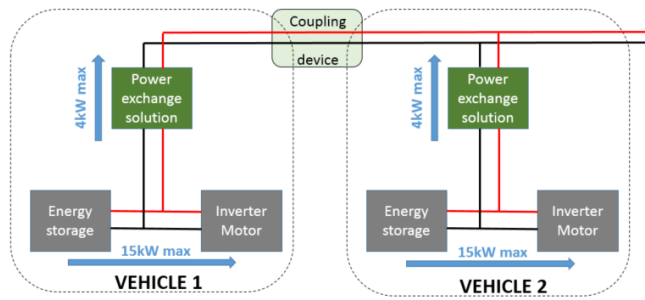 Coupling
device
4kW max
Power
exchange
solution
Energy
storage
Inverter
Motor
15kW max
VEHICLE 1
4kW max
Power
exchange
solution
Energy
storage
Inverter
Motor
15kW max
VEHICLE 2